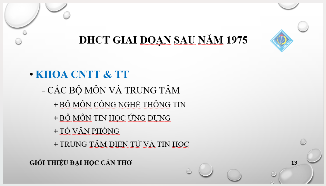 ĐHCT GIAI ĐOẠN SAU NĂM 1975
• KHOA CNTT & TT
- CÁC BỘ MÔN VÀ TRUNG TÂM
+ BỘ MÔN CÔNG NGHỆ THÔNG TIN
+ BỘ MÔN TIN HỌC ỨNG DỤNG
+ TỔ VĂN PHÒNG
+ TRUNG TÂM ĐIỆN TỬ VÀ TIN HỌC
GIỚI THIỆU ĐẠI HỌC CẦN THƠ